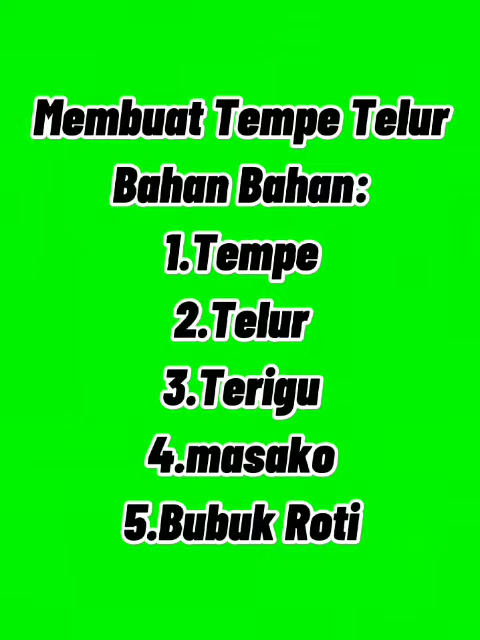 Membuat Tempe Telur
Bahan Bahan:
1.Tempe
2.Telur
3.Terigu
4.masako
5.Bubuk Roti